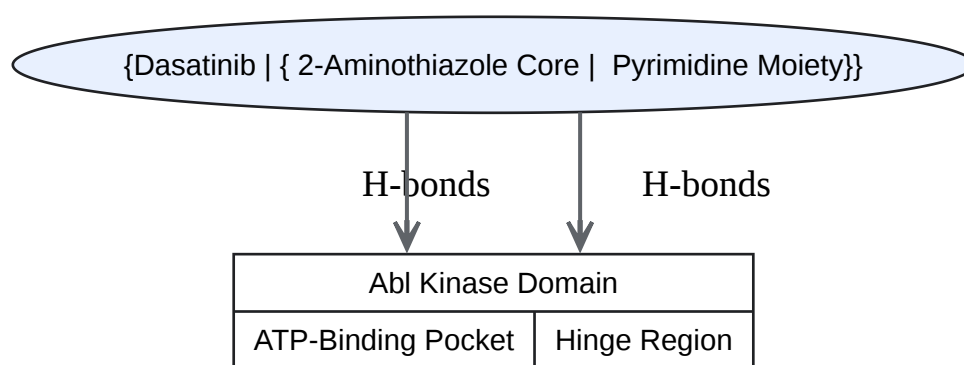 {Dasatinib | { 2-Aminothiazole Core |  Pyrimidine Moiety}}
H-bonds H-bonds
Abl Kinase Domain
ATP-Binding Pocket Hinge Region